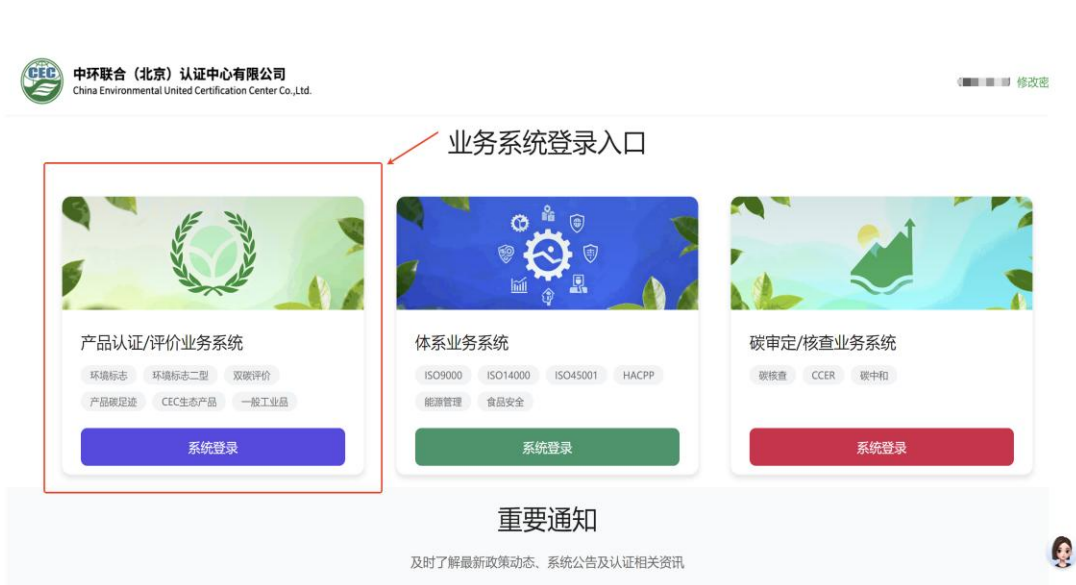 CEC
中环联合（北京）认证中心有限公司
China Environmental United Certification Center Co.,Ltd.
修改密
业务系统登录入口
产品认证/评价业务系统
环境标志 环境标志二型 双碳评价
产品碳足迹 CEC生态产品 一般工业品
系统登录
体系业务系统
ISO9000 ISO14000 ISO45001 HACPP
能源管理 食品安全
系统登录
碳审定/核查业务系统
碳核查 CCER 碳中和
系统登录
重要通知
及时了解最新政策动态、系统公告及认证相关资讯